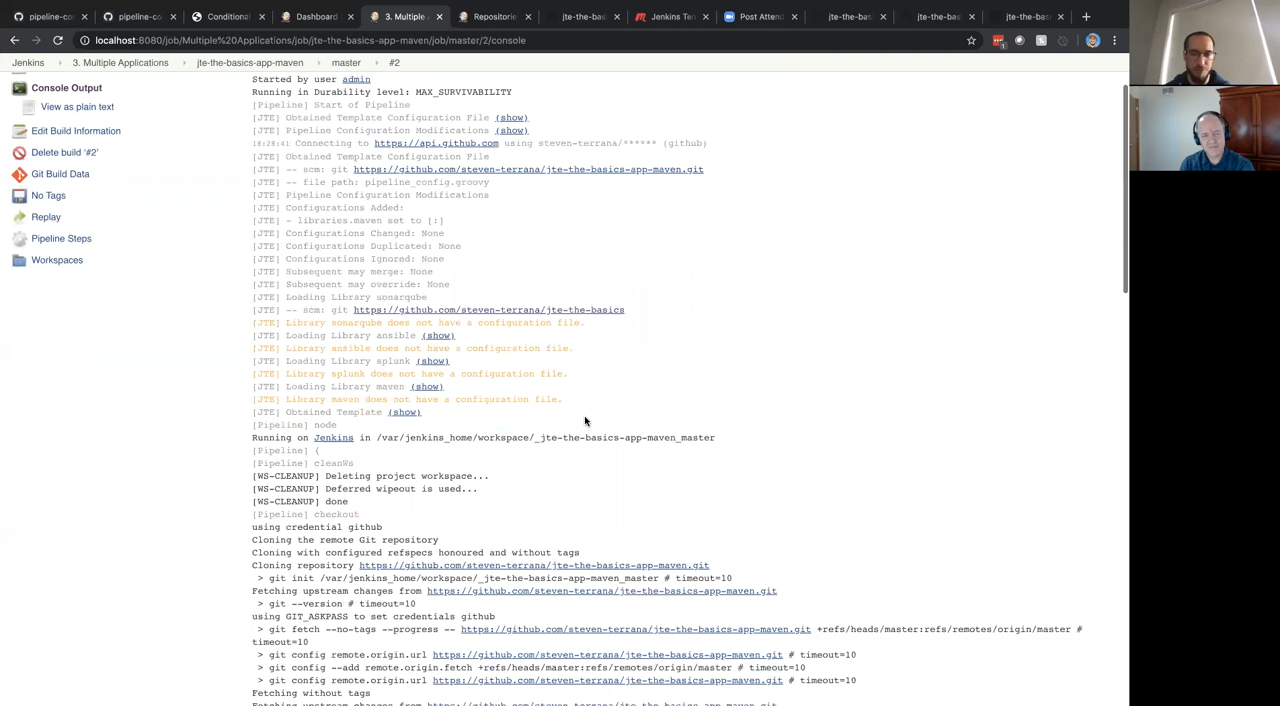 pipeline-co
pipeline-co
Conditional
Dashboard
3. Multiple
Repositorie
jte-the-basi
Jenkins Ten
Post Attend
jte-the-bas
jte-the-bas
jte-the-bas
localhost:8080/job/Multiple%20Applications/job/jte-the-basics-app-maven/job/master/2/console
Jenkins
3. Multiple Applications
jte-the-basics-app-maven
master
#2
Console Output
View as plain text
Edit Build Information
Delete build '#2'
Git Build Data
No Tags
Replay
Pipeline Steps
Workspaces
Started by user admin
Running in Durability level: MAX_SURVIVABILITY
[Pipeline] Start of Pipeline
[JTE] Obtained Template Configuration File (show)
[JTE] Pipeline Configuration Modifications (show)
18:28:41 Connecting to https://api.github.com using steven-terrana/****** (github)
[JTE] Obtained Template Configuration File
[JTE] -- scm: git https://github.com/steven-terrana/jte-the-basics-app-maven.git
[JTE] -- file path: pipeline_config.groovy
[JTE] Pipeline Configuration Modifications
[JTE] Configurations Added:
[JTE] - libraries.maven set to [:]
[JTE] Configurations Changed: None
[JTE] Configurations Duplicated: None
[JTE] Configurations Ignored: None
[JTE] Subsequent may merge: None
[JTE] Subsequent may override: None
[JTE] Loading Library sonarqube
[JTE] -- scm: git https://github.com/steven-terrana/jte-the-basics
[JTE] Library sonarqube does not have a configuration file.
[JTE] Loading Library ansible (show)
[JTE] Library ansible does not have a configuration file.
[JTE] Loading Library splunk (show)
[JTE] Library splunk does not have a configuration file.
[JTE] Loading Library maven (show)
[JTE] Library maven does not have a configuration file.
[JTE] Obtained Template (show)
[Pipeline] node
Running on Jenkins in /var/jenkins_home/workspace/_jte-the-basics-app-maven_master
[Pipeline] {
[Pipeline] cleanWs
[WS-CLEANUP] Deleting project workspace...
[WS-CLEANUP] Deferred wipeout is used...
[WS-CLEANUP] done
[Pipeline] checkout
using credential github
Cloning the remote Git repository
Cloning with configured refspecs honoured and without tags
Cloning repository https://github.com/steven-terrana/jte-the-basics-app-maven.git
> git init /var/jenkins_home/workspace/_jte-the-basics-app-maven_master # timeout=10
Fetching upstream changes from https://github.com/steven-terrana/jte-the-basics-app-maven.git
> git --version # timeout=10
using GIT_ASKPASS to set credentials github
> git fetch --no-tags --progress -- https://github.com/steven-terrana/jte-the-basics-app-maven.git +refs/heads/master:refs/remotes/origin/master #
timeout=10
> git config remote.origin.url https://github.com/steven-terrana/jte-the-basics-app-maven.git # timeout=10
> git config --add remote.origin.fetch +refs/heads/master:refs/remotes/origin/master # timeout=10
> git config remote.origin.url https://github.com/steven-terrana/jte-the-basics-app-maven.git # timeout=10
Fetching without tags
Fetching upstream changes from https://github.com/steven-terrana/jte-the-basics-app-maven.git